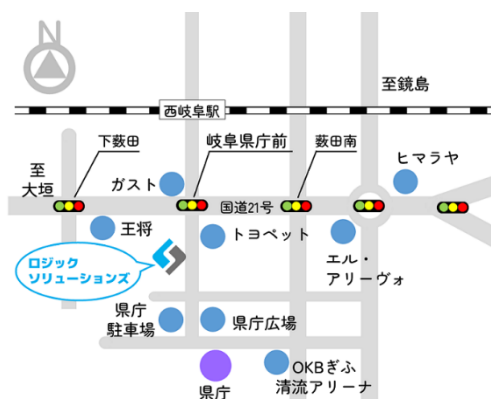 N
至鏡島
西岐阜駅
下薮田
岐阜県庁前
薮田南
ヒマラヤ
至
大垣
ガスト
国道21号
王将
トヨペット
エル・
アリーヴォ
ロジック
ソリューションズ
県庁
駐車場
県庁広場
OKBぎふ
清流アリーナ
県庁